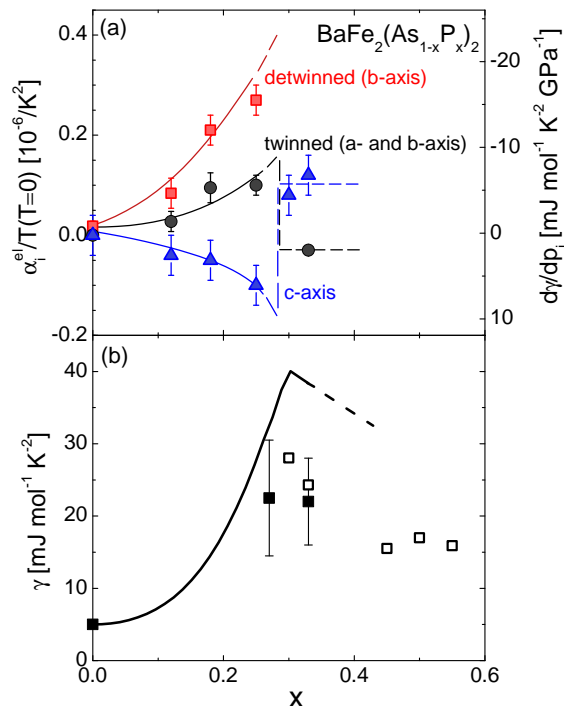 (a)
BaFe₂(As₁₋ₓPₓ)₂
detwinned (b-axis)
twinned (a- and b-axis)
c-axis
0.4
0.2
0.0
-0.2
αᵢᵉˡ/T(T=0) [10⁻⁶/K²]
-20
-10
0
10
dγ/dpᵢ [mJ mol⁻¹ K⁻² GPa⁻¹]
(b)
40
30
20
10
0
γ [mJ mol⁻¹ K⁻²]
0.0
0.2
0.4
0.6
x